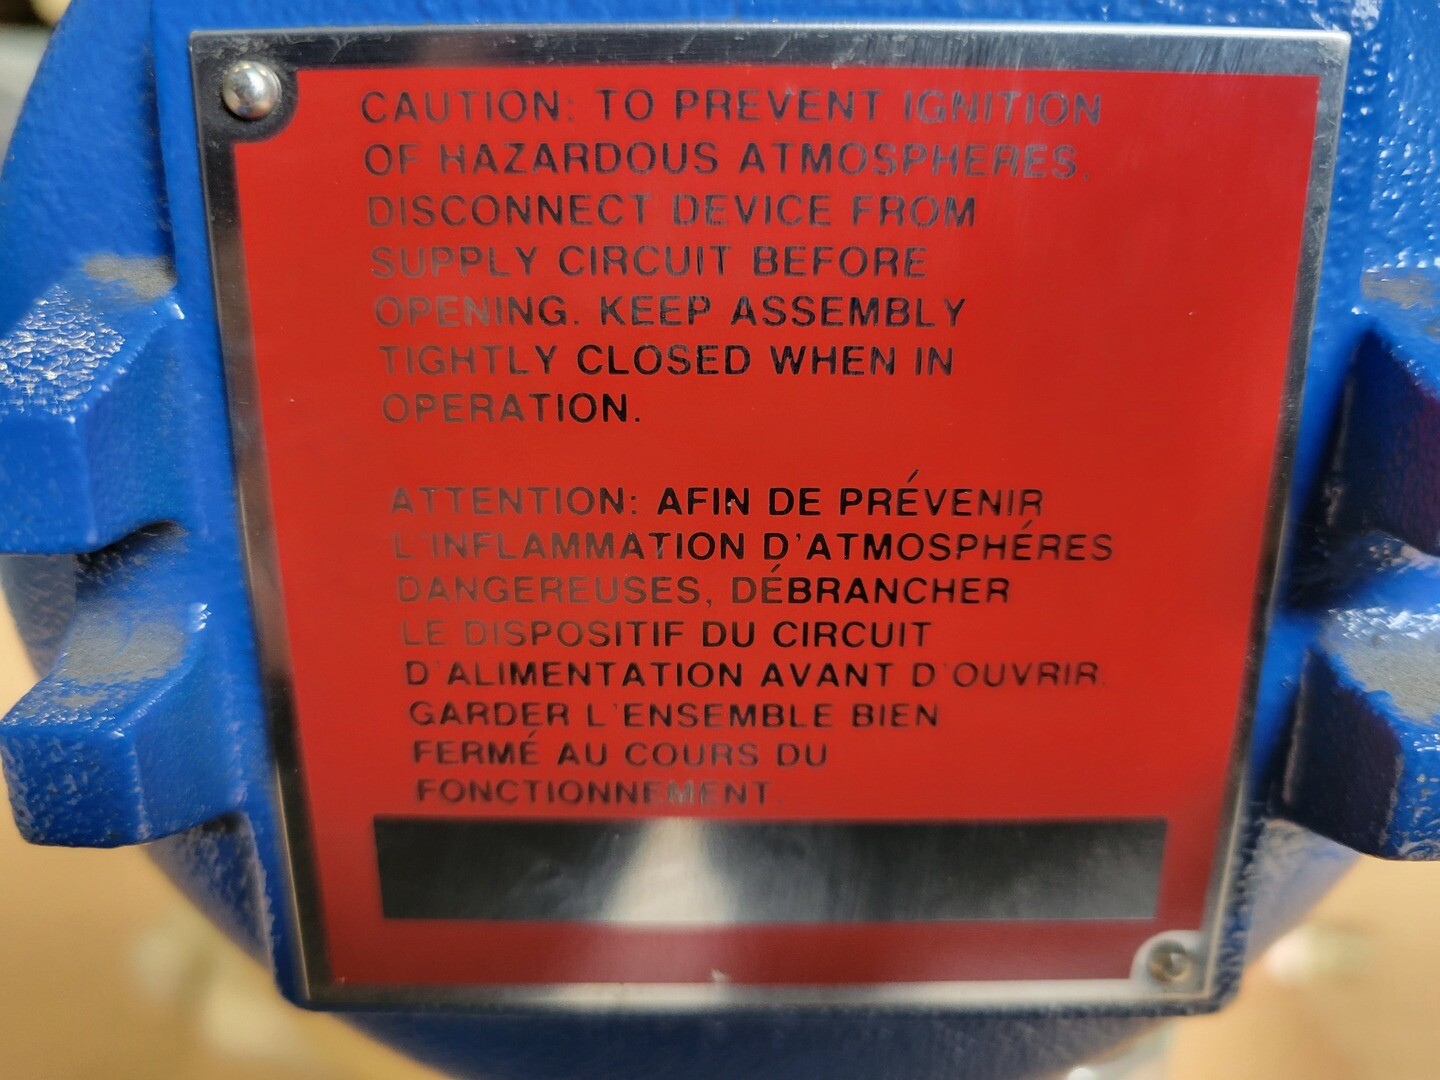 CAUTION: TO PREVENT IGNITION
OF HAZARDOUS ATMOSPHERES,
DISCONNECT DEVICE FROM
SUPPLY CIRCUIT BEFORE
OPENING. KEEP ASSEMBLY
TIGHTLY CLOSED WHEN IN
OPERATION.
ATTENTION: AFIN DE PRÉVENIR
L'INFLAMMATION D'ATMOSPHÉRES
DANGEREUSES, DÉBRANCHER
LE DISPOSITIF DU CIRCUIT
D'ALIMENTATION AVANT D'OUVRIR.
GARDER L'ENSEMBLE BIEN
FERMÉ AU COURS DU
FONCTIONNEMENT.